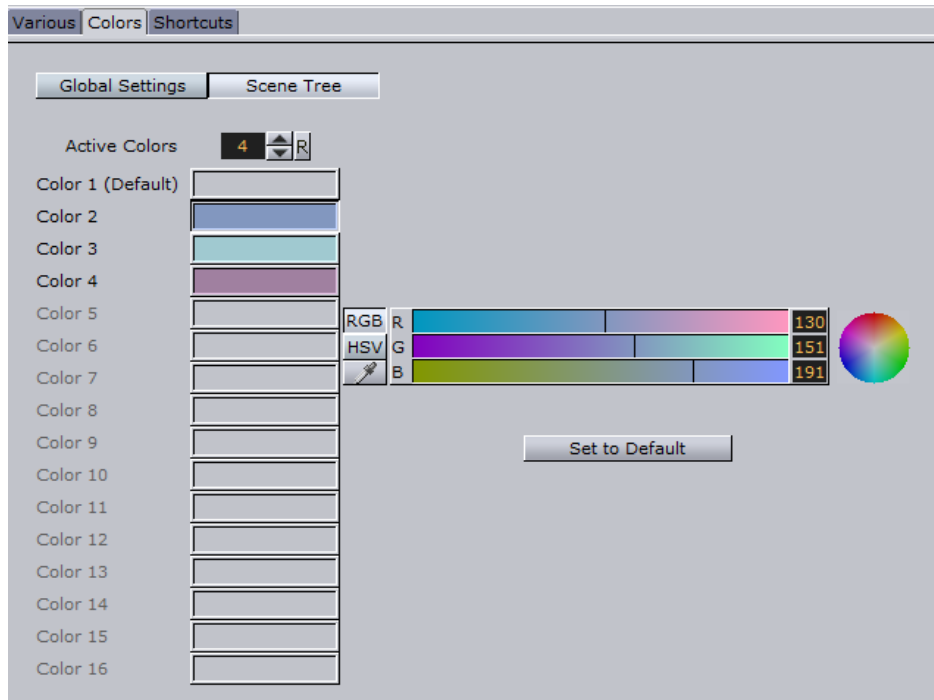 Various Colors Shortcuts
Global Settings Scene Tree
Active Colors 4 R
Color 1 (Default)
Color 2
Color 3
Color 4
Color 5
RGB R 130
Color 6
HSV G 151
Color 7
B 191
Color 8
Color 9
Set to Default
Color 10
Color 11
Color 12
Color 13
Color 14
Color 15
Color 16